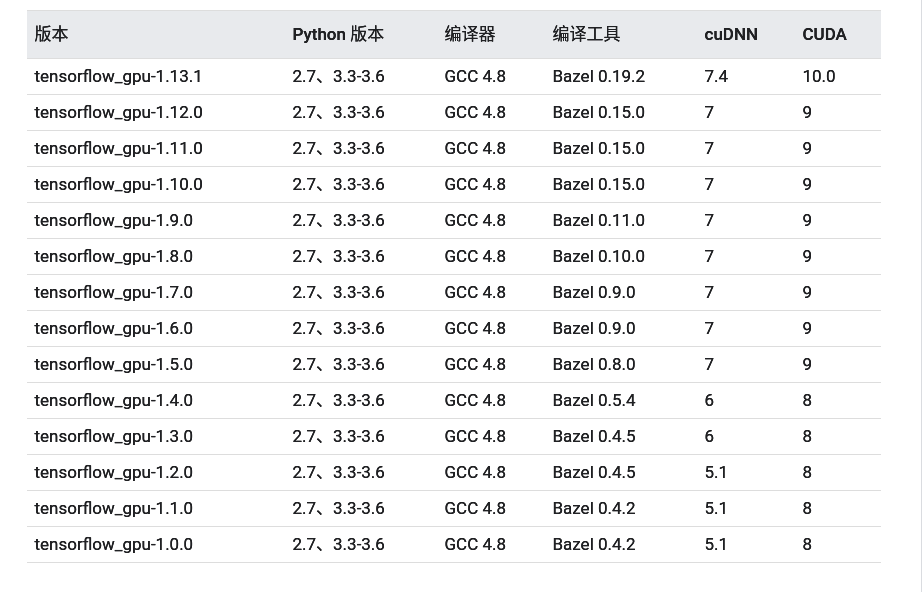 版本 Python 版本 编译器 编译工具 cuDNN CUDA
tensorflow_gpu-1.13.1 2.7、3.3-3.6 GCC 4.8 Bazel 0.19.2 7.4 10.0
tensorflow_gpu-1.12.0 2.7、3.3-3.6 GCC 4.8 Bazel 0.15.0 7 9
tensorflow_gpu-1.11.0 2.7、3.3-3.6 GCC 4.8 Bazel 0.15.0 7 9
tensorflow_gpu-1.10.0 2.7、3.3-3.6 GCC 4.8 Bazel 0.15.0 7 9
tensorflow_gpu-1.9.0 2.7、3.3-3.6 GCC 4.8 Bazel 0.11.0 7 9
tensorflow_gpu-1.8.0 2.7、3.3-3.6 GCC 4.8 Bazel 0.10.0 7 9
tensorflow_gpu-1.7.0 2.7、3.3-3.6 GCC 4.8 Bazel 0.9.0 7 9
tensorflow_gpu-1.6.0 2.7、3.3-3.6 GCC 4.8 Bazel 0.9.0 7 9
tensorflow_gpu-1.5.0 2.7、3.3-3.6 GCC 4.8 Bazel 0.8.0 7 9
tensorflow_gpu-1.4.0 2.7、3.3-3.6 GCC 4.8 Bazel 0.5.4 6 8
tensorflow_gpu-1.3.0 2.7、3.3-3.6 GCC 4.8 Bazel 0.4.5 6 8
tensorflow_gpu-1.2.0 2.7、3.3-3.6 GCC 4.8 Bazel 0.4.5 5.1 8
tensorflow_gpu-1.1.0 2.7、3.3-3.6 GCC 4.8 Bazel 0.4.2 5.1 8
tensorflow_gpu-1.0.0 2.7、3.3-3.6 GCC 4.8 Bazel 0.4.2 5.1 8